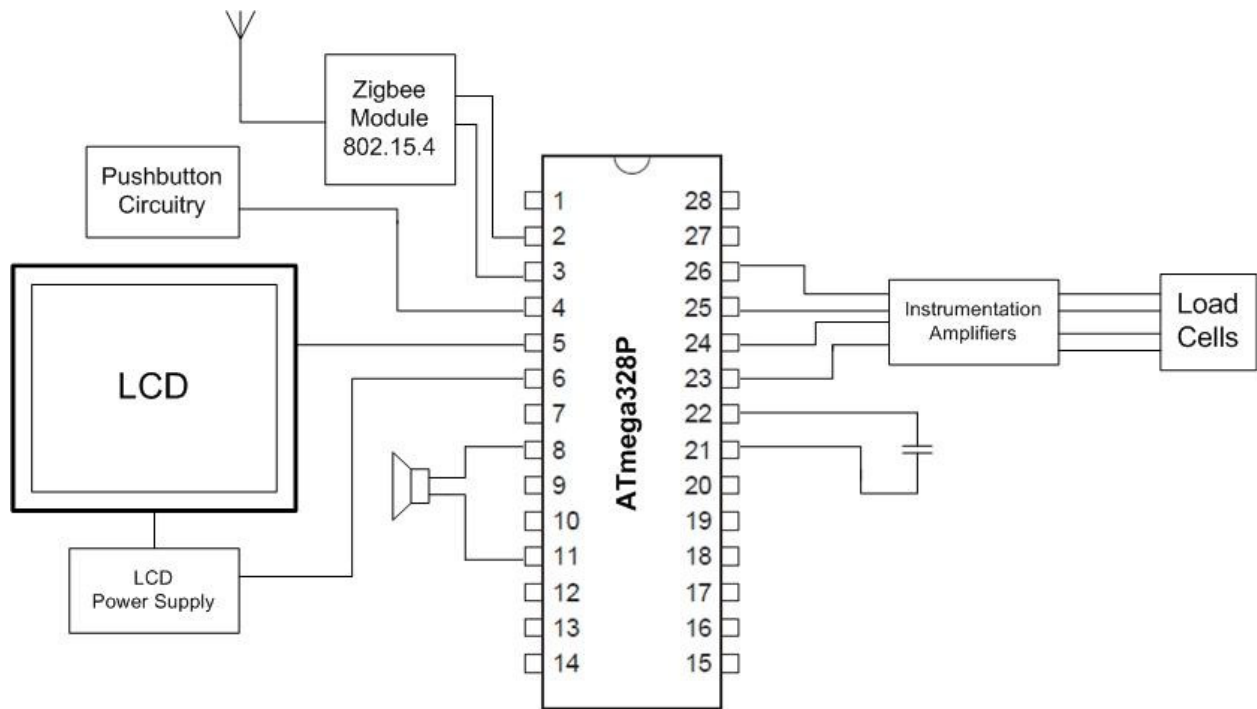 Zigbee
Module
802.15.4
Pushbutton
Circuitry
LCD
LCD
Power Supply
ATmega328P
1
2
3
4
5
6
7
8
9
10
11
12
13
14
28
27
26
25
24
23
22
21
20
19
18
17
16
15
Instrumentation
Amplifiers
Load
Cells